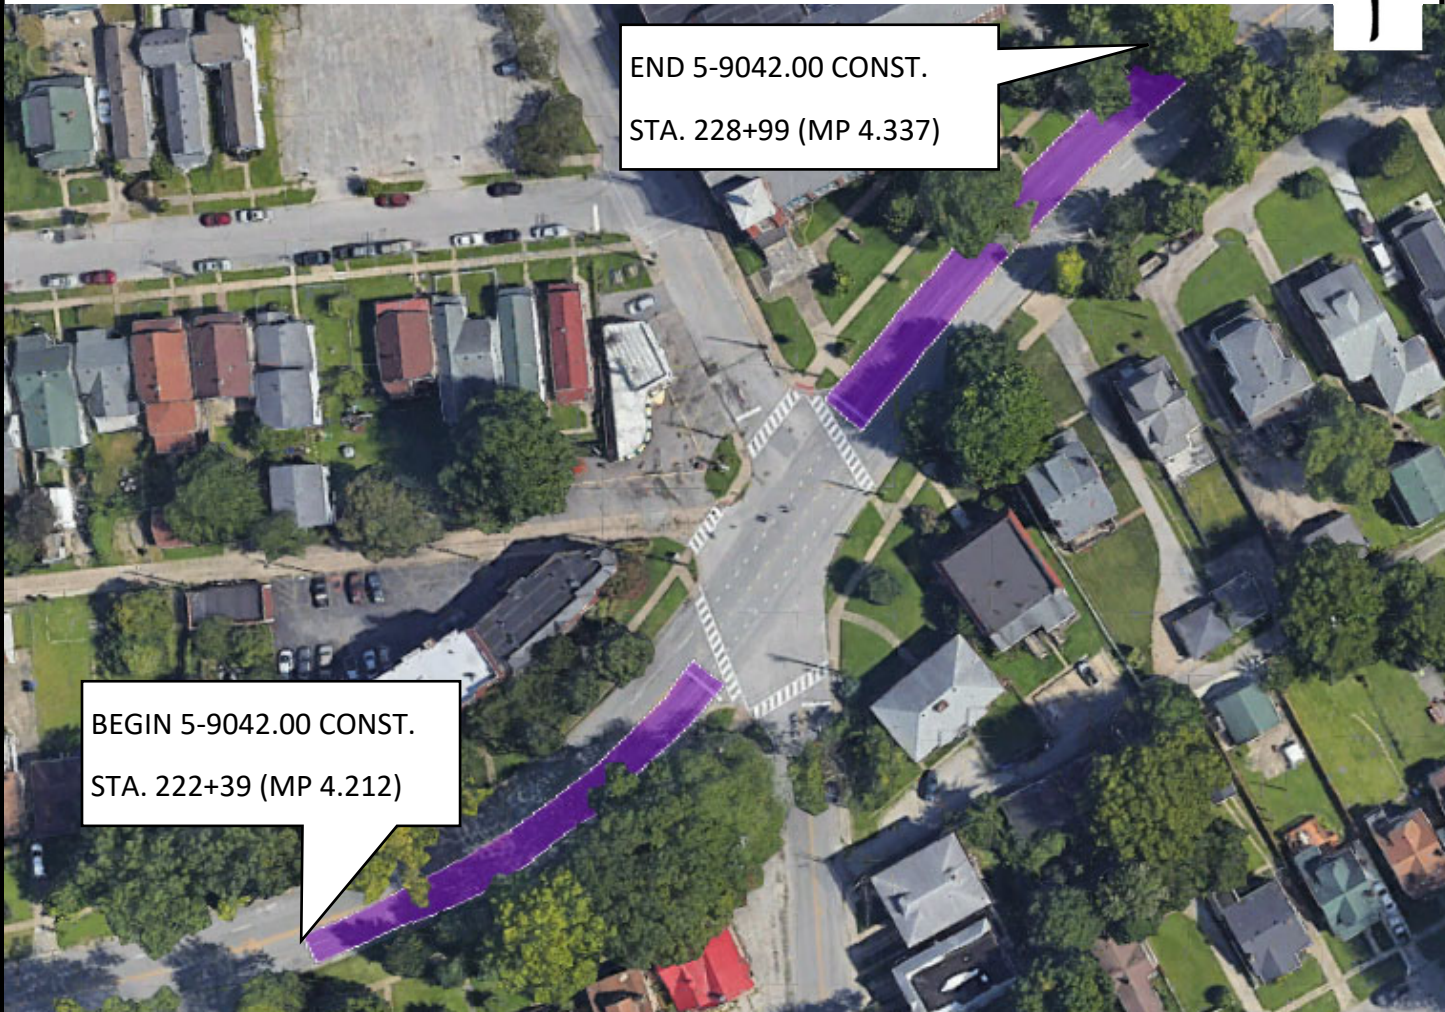 END 5-9042.00 CONST.
STA. 228+99 (MP 4.337)
BEGIN 5-9042.00 CONST.
STA. 222+39 (MP 4.212)